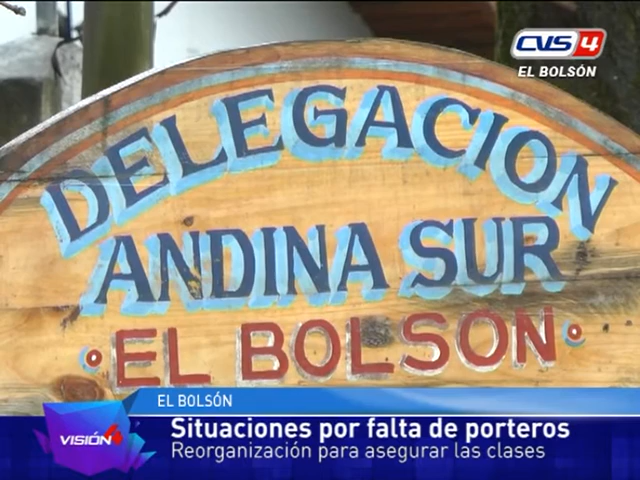 CVS 4
EL BOLSÓN
DELEGACION
ANDINA SUR
EL BOLSON
EL BOLSÓN
VISIÓN 4
Situaciones por falta de porteros
Reorganización para asegurar las clases